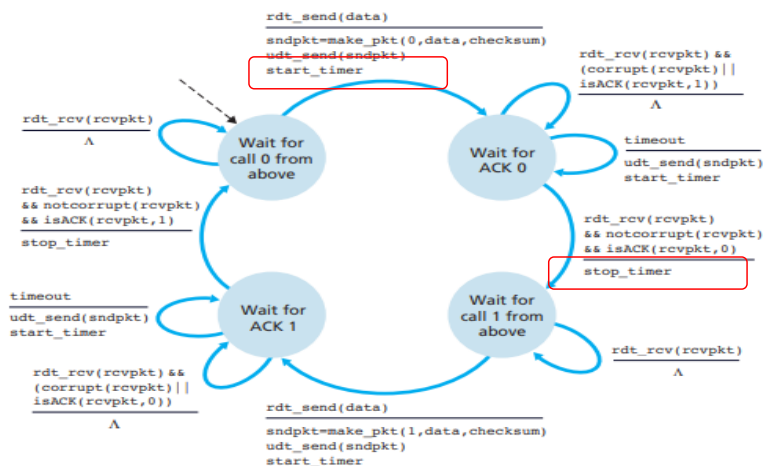 rdt_send(data)
sndpkt=make_pkt(0,data,checksum)
udt_send(sndpkt)
start_timer
rdt_rcv(rcvpkt) &&
(corrupt(rcvpkt)||
isACK(rcvpkt,1))
Λ
rdt_rcv(rcvpkt)
Λ
Wait for
call 0 from
above
Wait for
ACK 0
timeout
udt_send(sndpkt)
start_timer
rdt_rcv(rcvpkt)
&& notcorrupt(rcvpkt)
&& isACK(rcvpkt,1)
stop_timer
rdt_rcv(rcvpkt)
&& notcorrupt(rcvpkt)
&& isACK(rcvpkt,0)
stop_timer
timeout
udt_send(sndpkt)
start_timer
Wait for
ACK 1
Wait for
call 1 from
above
rdt_rcv(rcvpkt)
Λ
rdt_rcv(rcvpkt) &&
(corrupt(rcvpkt)||
isACK(rcvpkt,0))
Λ
rdt_send(data)
sndpkt=make_pkt(1,data,checksum)
udt_send(sndpkt)
start_timer